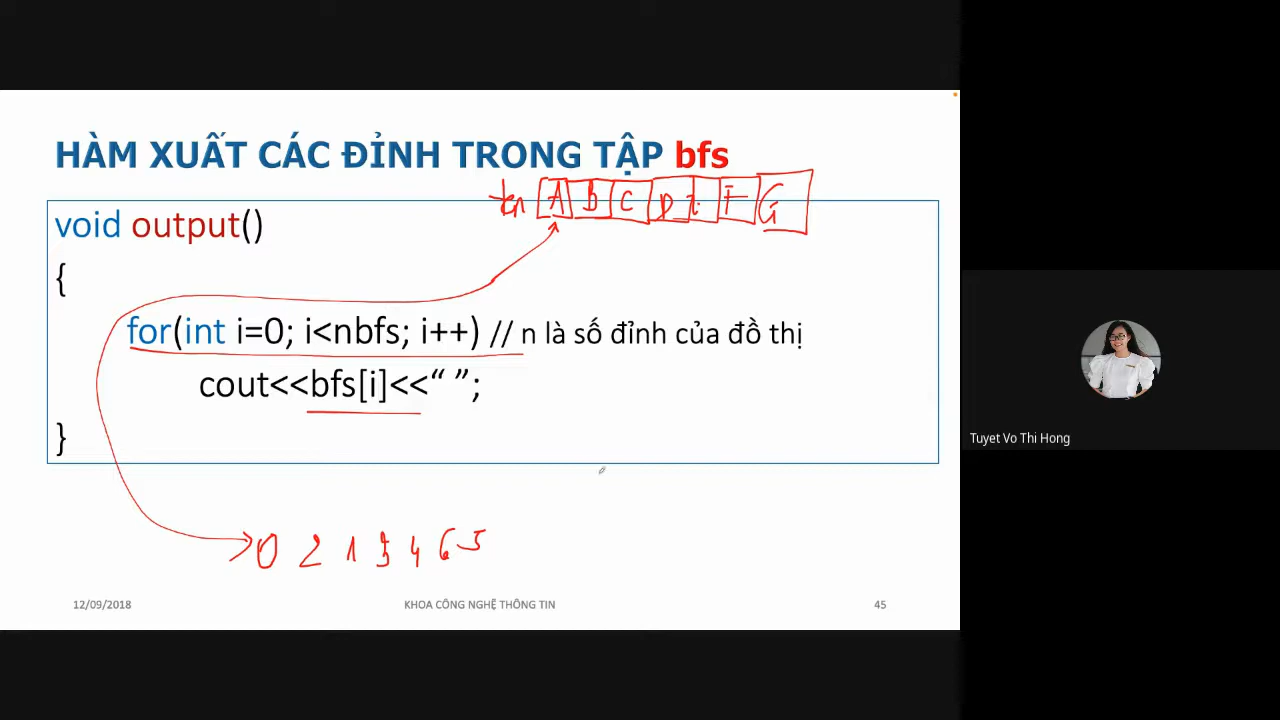 HÀM XUẤT CÁC ĐỈNH TRONG TẬP bfs
ten A B C D E F G
void output()
{
for(int i=0; i<nbfs; i++) // n là số đỉnh của đồ thị
cout<<bfs[i]<<“ ”;
}
0 2 1 3 4 6 5
12/09/2018 KHOA CÔNG NGHỆ THÔNG TIN 45
Tuyet Vo Thi Hong